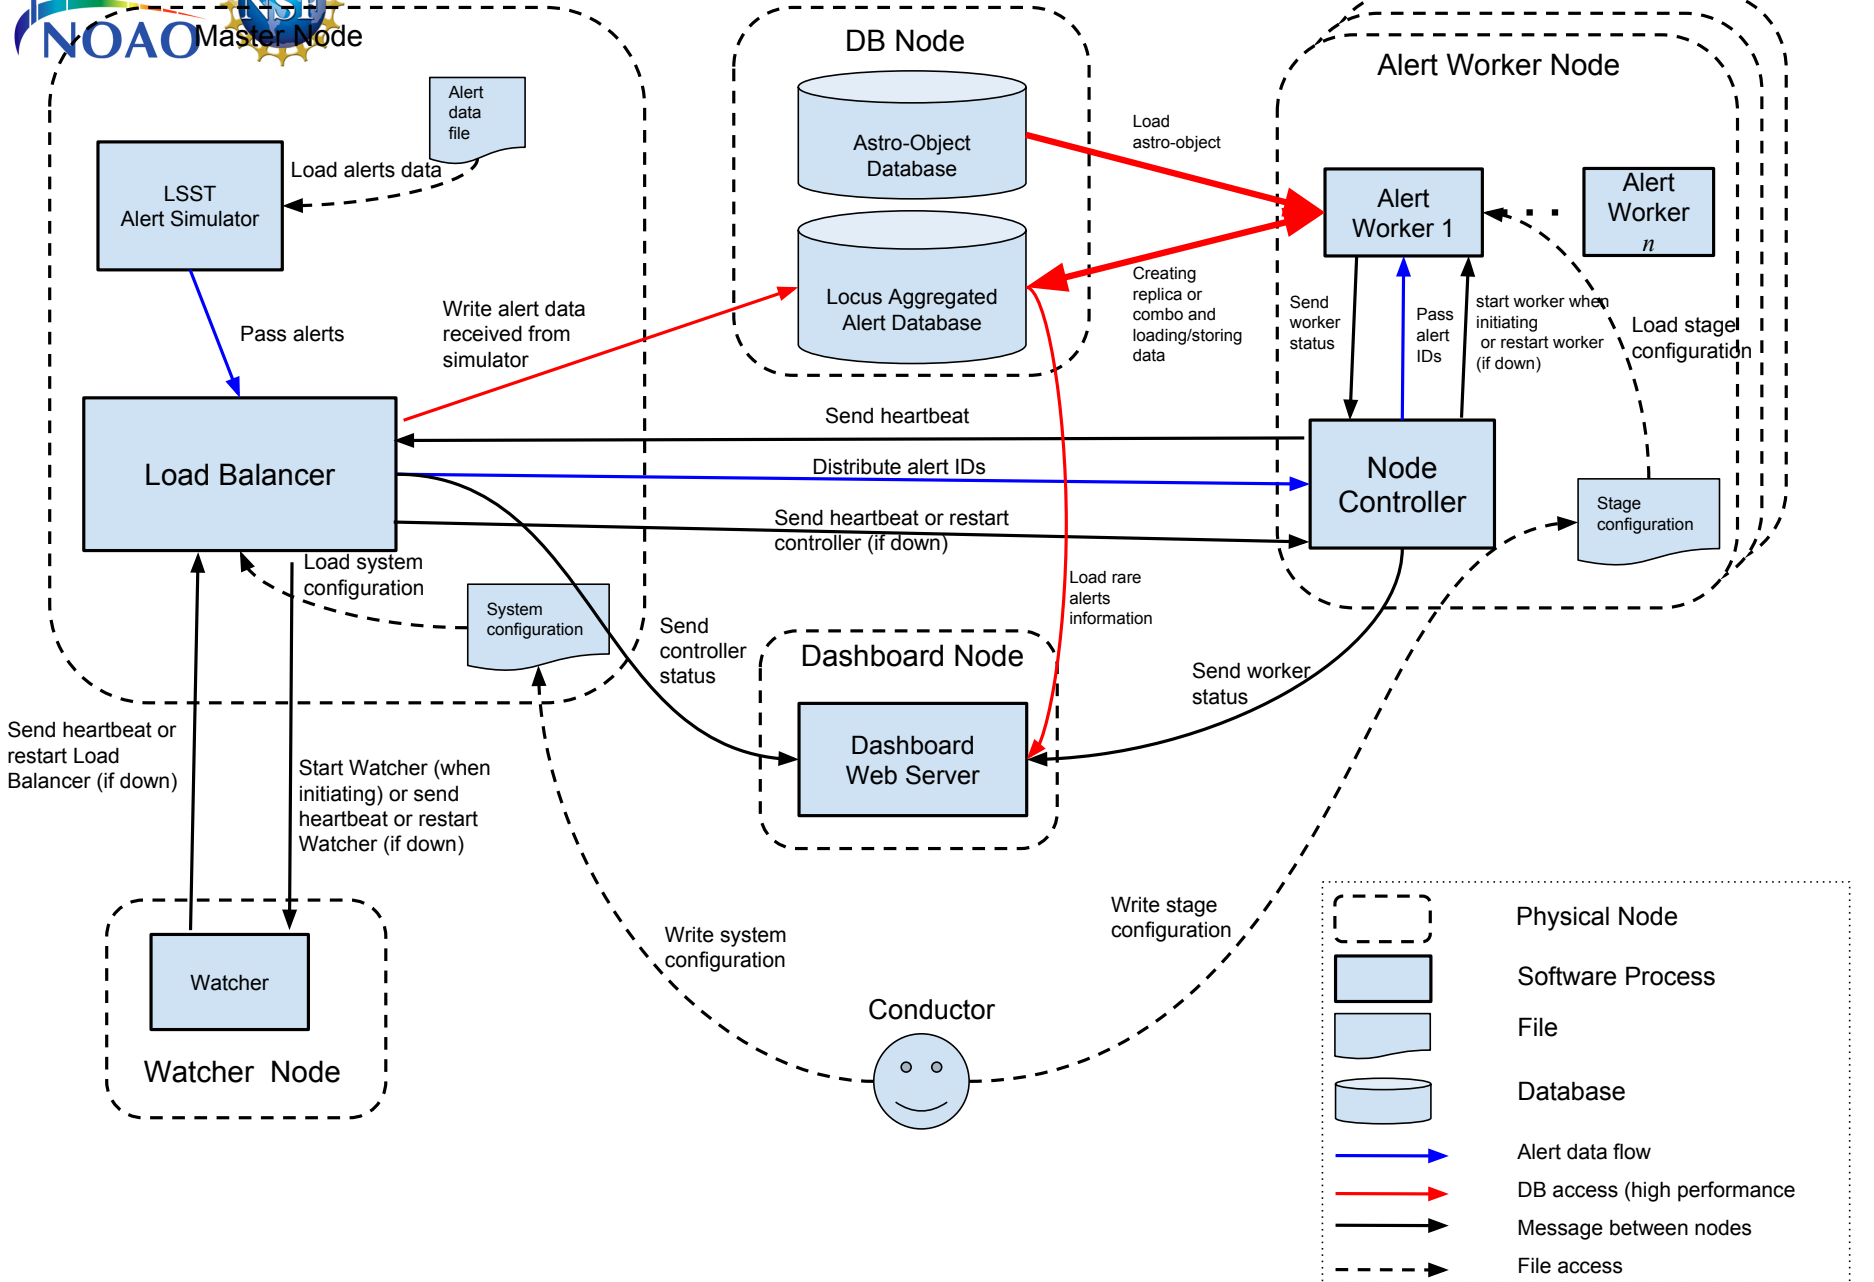 NOAO
NSF
Master Node
Alert
data
file
LSST
Alert Simulator
Load alerts data
Pass alerts
Write alert data
received from
simulator
Load Balancer
Load system
configuration
System
configuration
DB Node
Astro-Object
Database
Locus Aggregated
Alert Database
Load
astro-object
Creating
replica or
combo and
loading/storing
data
Alert Worker Node
Alert
Worker 1
Alert
Worker
n
Send
worker
status
Pass
alert
IDs
start worker when
initiating
or restart worker
(if down)
Load stage
configuration
Node
Controller
Stage
configuration
Send heartbeat
Distribute alert IDs
Send heartbeat or restart
controller (if down)
Load rare
alerts
information
Send
controller
status
Dashboard Node
Dashboard
Web Server
Send worker
status
Send heartbeat or
restart Load
Balancer (if down)
Start Watcher (when
initiating) or send
heartbeat or restart
Watcher (if down)
Watcher
Watcher Node
Write system
configuration
Write stage
configuration
Conductor
Physical Node
Software Process
File
Database
Alert data flow
DB access (high performance
Message between nodes
File access